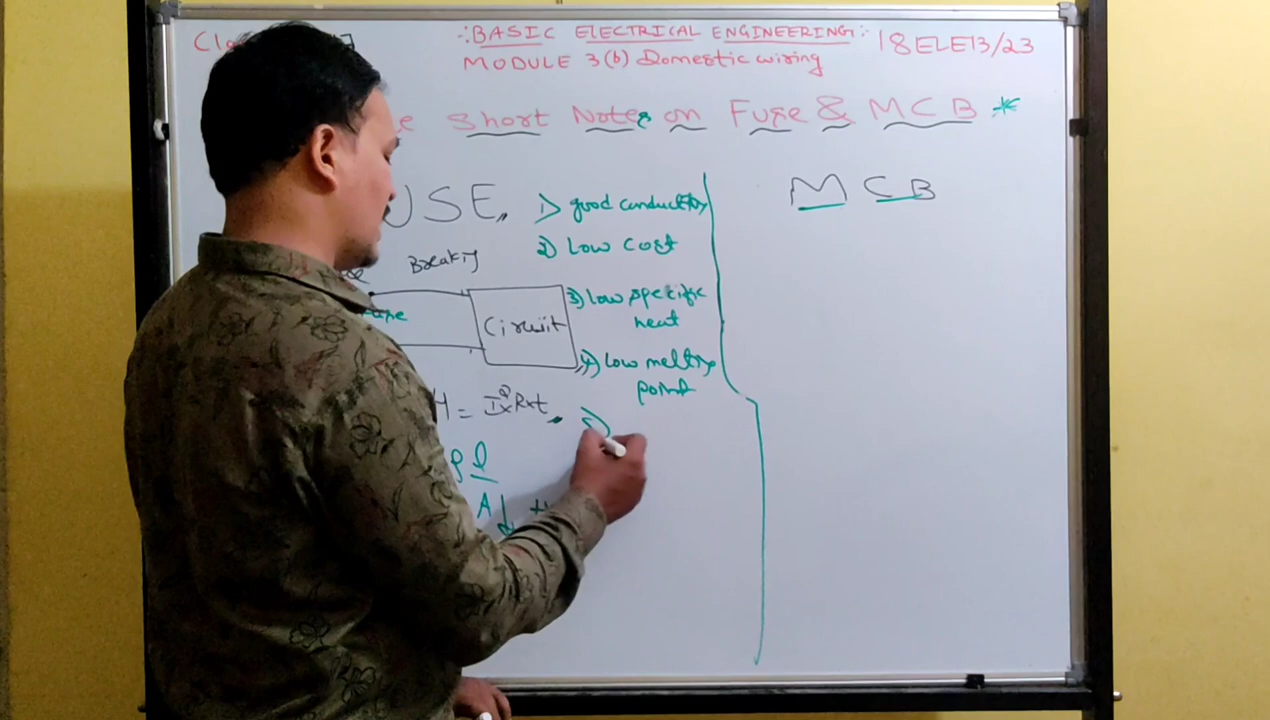 ∴ BASIC ELECTRICAL ENGINEERING ∴ 18ELE13/23
MODULE 3(b) Domestic wiring
Short Notes on Fuse & MCB *
USE
1) good conductivity
2) Low cost
3) low specific
heat
4) Low melting
point
Breaking
Circuit
H = I² x R x t
ρ l
A ↓
MCB